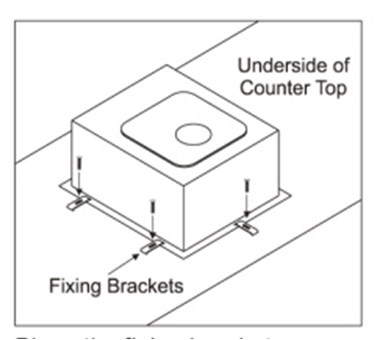 Underside of
Counter Top
Fixing Brackets